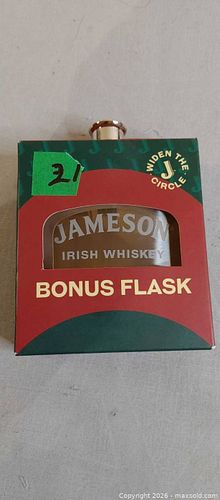 21
WIDEN THE
J
CIRCLE
JAMESON
IRISH WHISKEY
BONUS FLASK
Copyright 2026 - maxsold.com